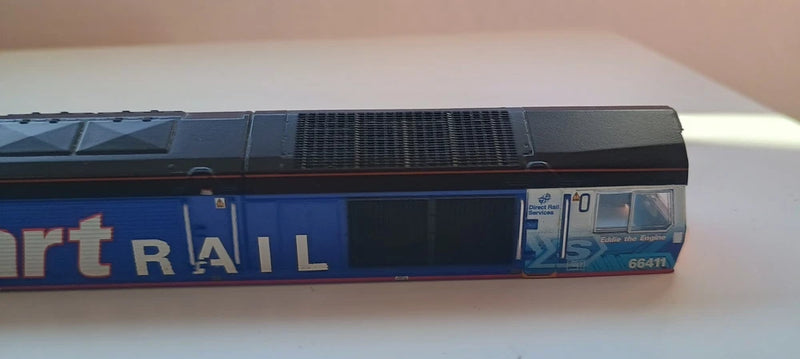 art RAIL
Direct Rail
Services
Eddie the Engine
S
66411